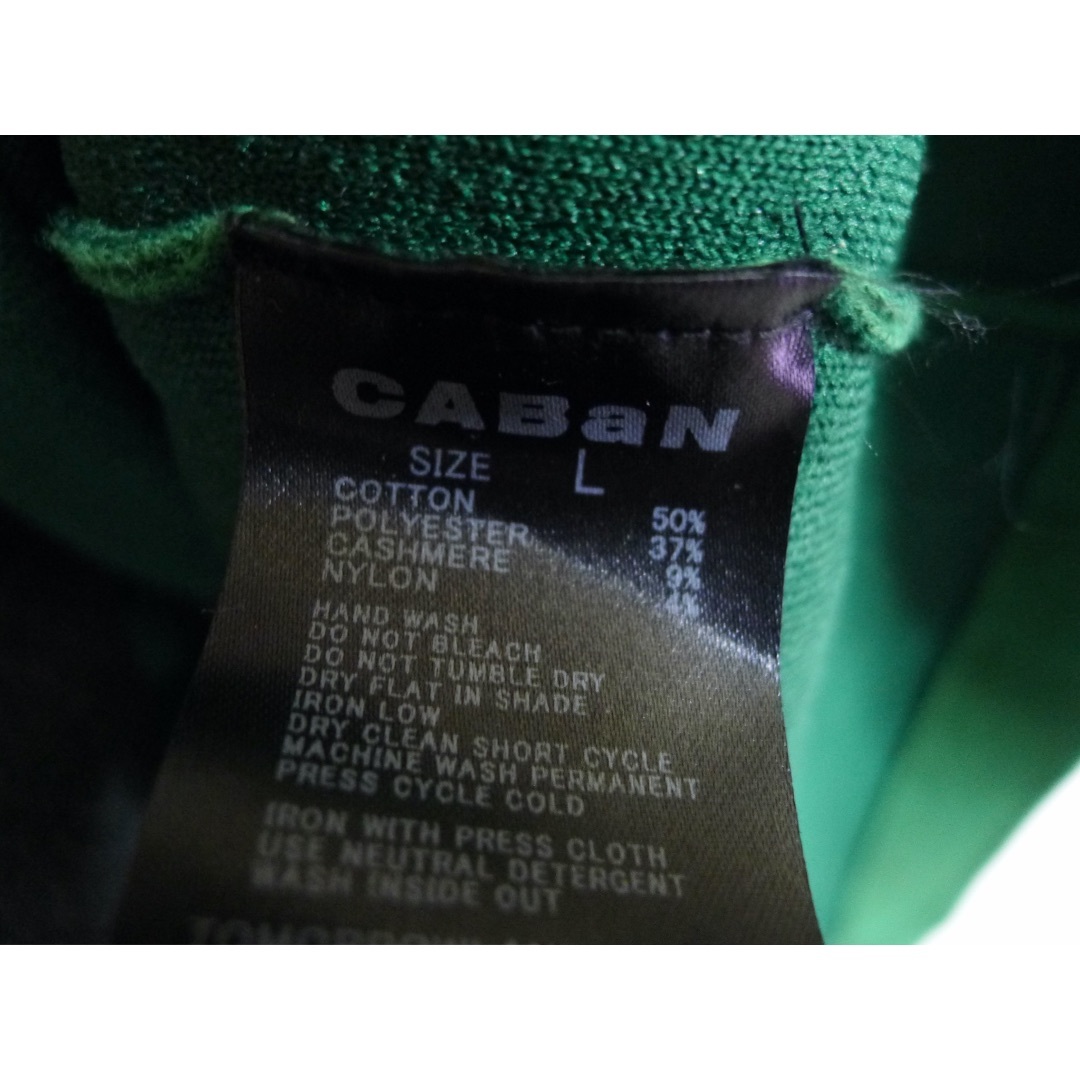 CABaN
SIZE L
COTTON 50%
POLYESTER 37%
CASHMERE 9%
NYLON 4%
HAND WASH
DO NOT BLEACH
DO NOT TUMBLE DRY
DRY FLAT IN SHADE
IRON LOW
DRY CLEAN SHORT CYCLE
MACHINE WASH PERMANENT
PRESS CYCLE COLD
IRON WITH PRESS CLOTH
USE NEUTRAL DETERGENT
WASH INSIDE OUT